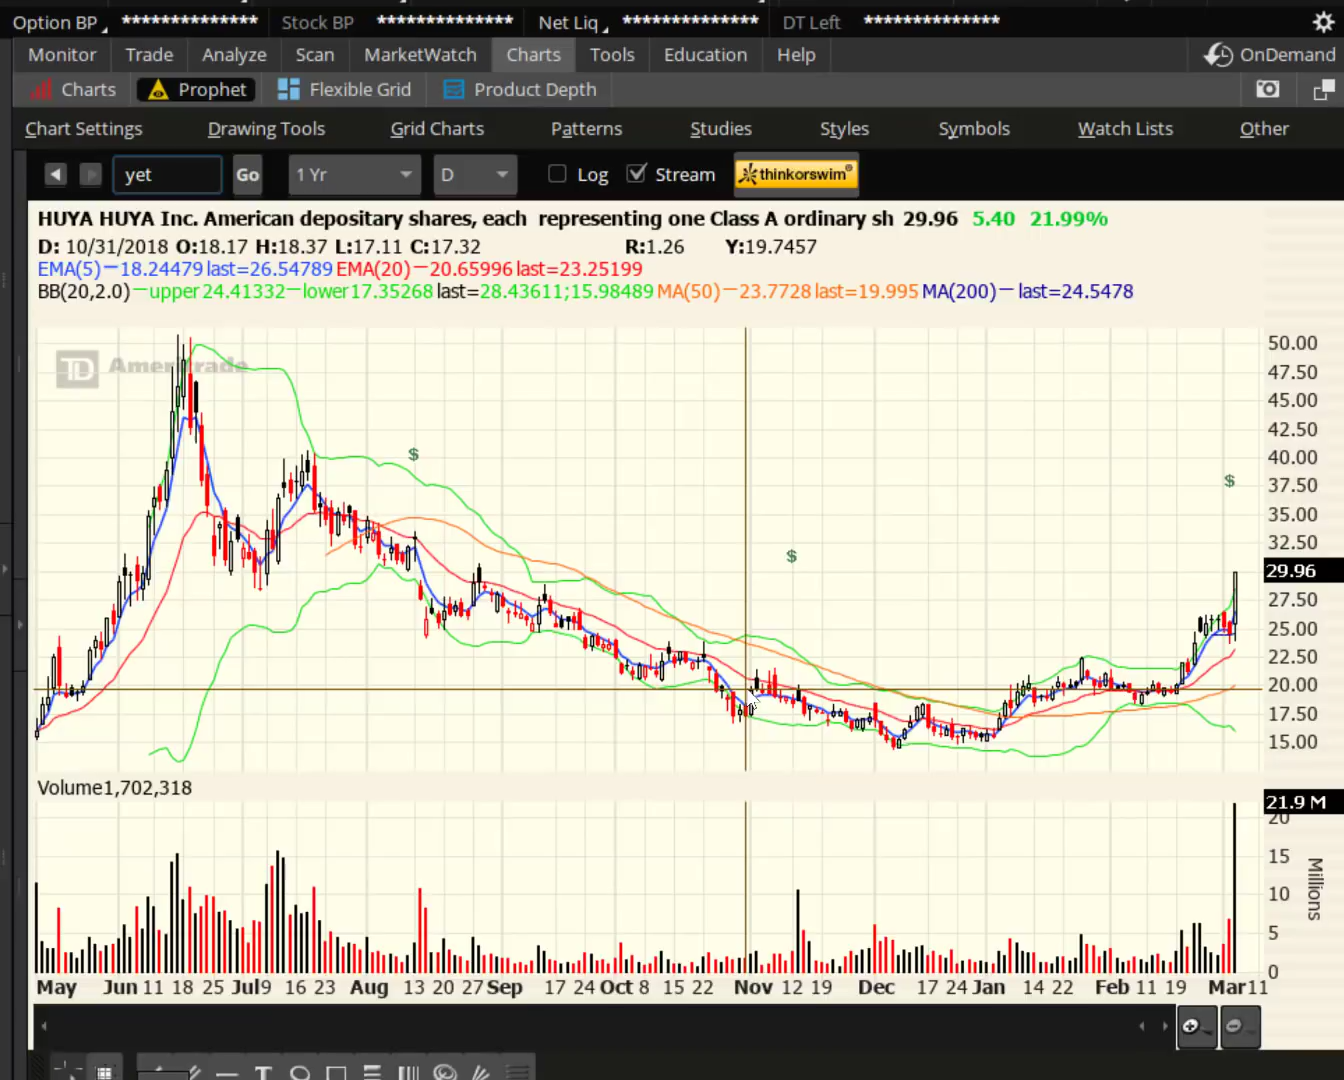 Option BP ************** Stock BP ************** Net Liq ************** DT Left **************
Monitor Trade Analyze Scan MarketWatch Charts Tools Education Help OnDemand
Charts Prophet Flexible Grid Product Depth
Chart Settings Drawing Tools Grid Charts Patterns Studies Styles Symbols Watch Lists Other
yet Go 1 Yr D Log Stream thinkorswim®
HUYA HUYA Inc. American depositary shares, each representing one Class A ordinary sh 29.96 5.40 21.99%
D: 10/31/2018 O:18.17 H:18.37 L:17.11 C:17.32 R:1.26 Y:19.7457
EMA(5)—18.24479 last=26.54789 EMA(20)—20.65996 last=23.25199
BB(20,2.0)—upper24.41332—lower17.35268 last=28.43611;15.98489 MA(50)—23.7728 last=19.995 MA(200)— last=24.5478
TD Ameritrade
50.00
47.50
45.00
42.50
40.00
37.50
35.00
32.50
29.96
27.50
25.00
22.50
20.00
17.50
15.00
$
$
$
Volume1,702,318
21.9 M
20
15
10
5
0
Millions
May Jun 11 18 25 Jul9 16 23 Aug 13 20 27 Sep 17 24 Oct 8 15 22 Nov 12 19 Dec 17 24 Jan 14 22 Feb 11 19 Mar11
T